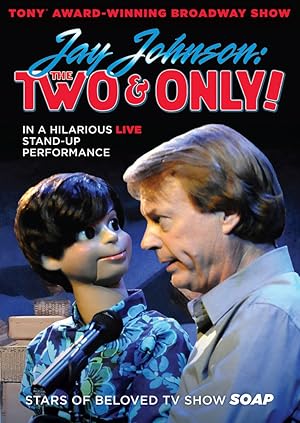 TONY® AWARD-WINNING BROADWAY SHOW
Jay Johnson:
THE TWO & ONLY!
IN A HILARIOUS LIVE
STAND-UP
PERFORMANCE
STARS OF BELOVED TV SHOW SOAP